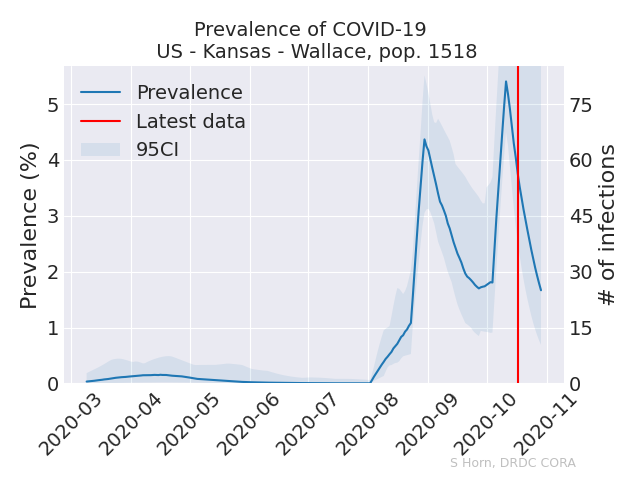 Prevalence of COVID-19
US - Kansas - Wallace, pop. 1518
Prevalence
Latest data
95CI
Prevalence (%)
5
4
3
2
1
0
75
60
45
30
15
0
# of infections
2020-03
2020-04
2020-05
2020-06
2020-07
2020-08
2020-09
2020-10
2020-11
S Horn, DRDC CORA